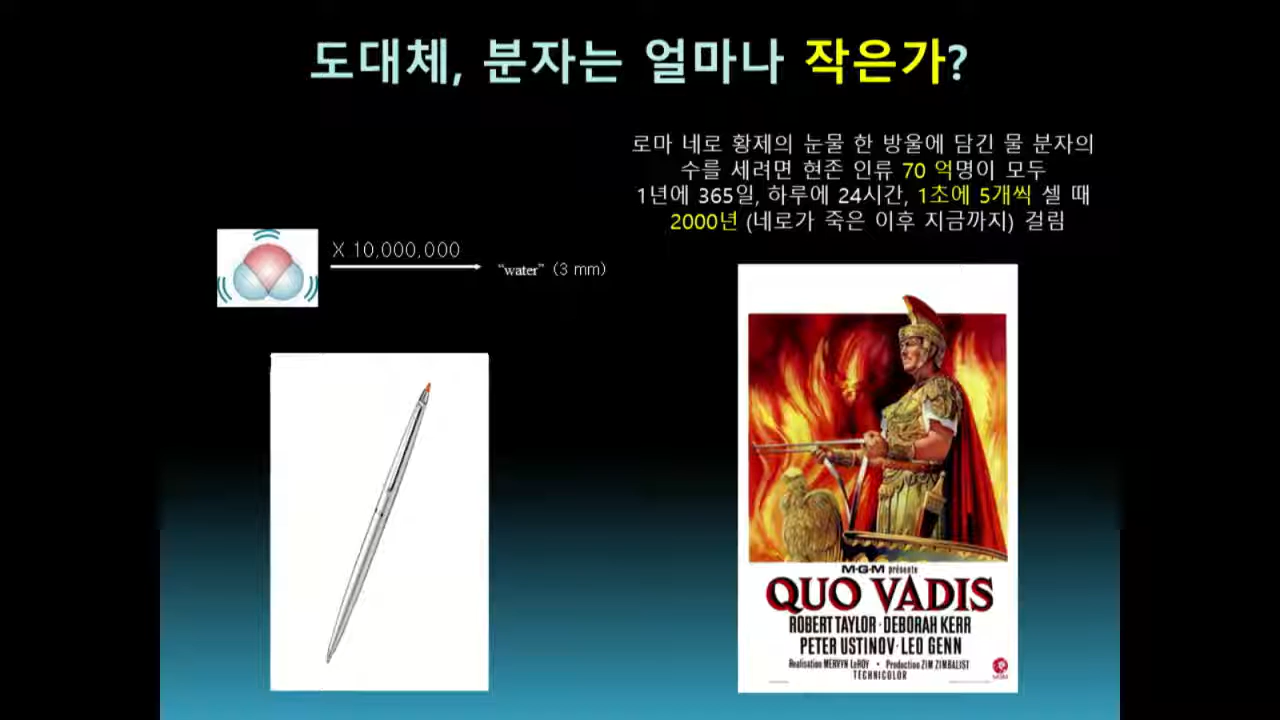 도대체, 분자는 얼마나 작은가?
로마 네로 황제의 눈물 한 방울에 담긴 물 분자의
수를 세려면 현존 인류 70 억명이 모두
1년에 365일, 하루에 24시간, 1초에 5개씩 셀 때
2000년 (네로가 죽은 이후 지금까지) 걸림
X 10,000,000
“water” (3 mm)
M-G-M présente
QUO VADIS
ROBERT TAYLOR · DEBORAH KERR
PETER USTINOV · LEO GENN
Réalisation MERVYN LeROY • Production ZIM ZIMBALIST
TECHNICOLOR
MGM